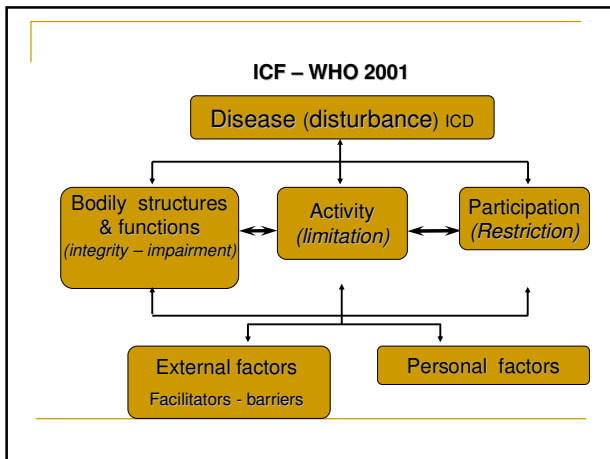 ICF – WHO 2001
Disease (disturbance) ICD
Bodily structures
& functions
(integrity – impairment)
Activity
(limitation)
Participation
(Restriction)
External factors
Facilitators - barriers
Personal factors